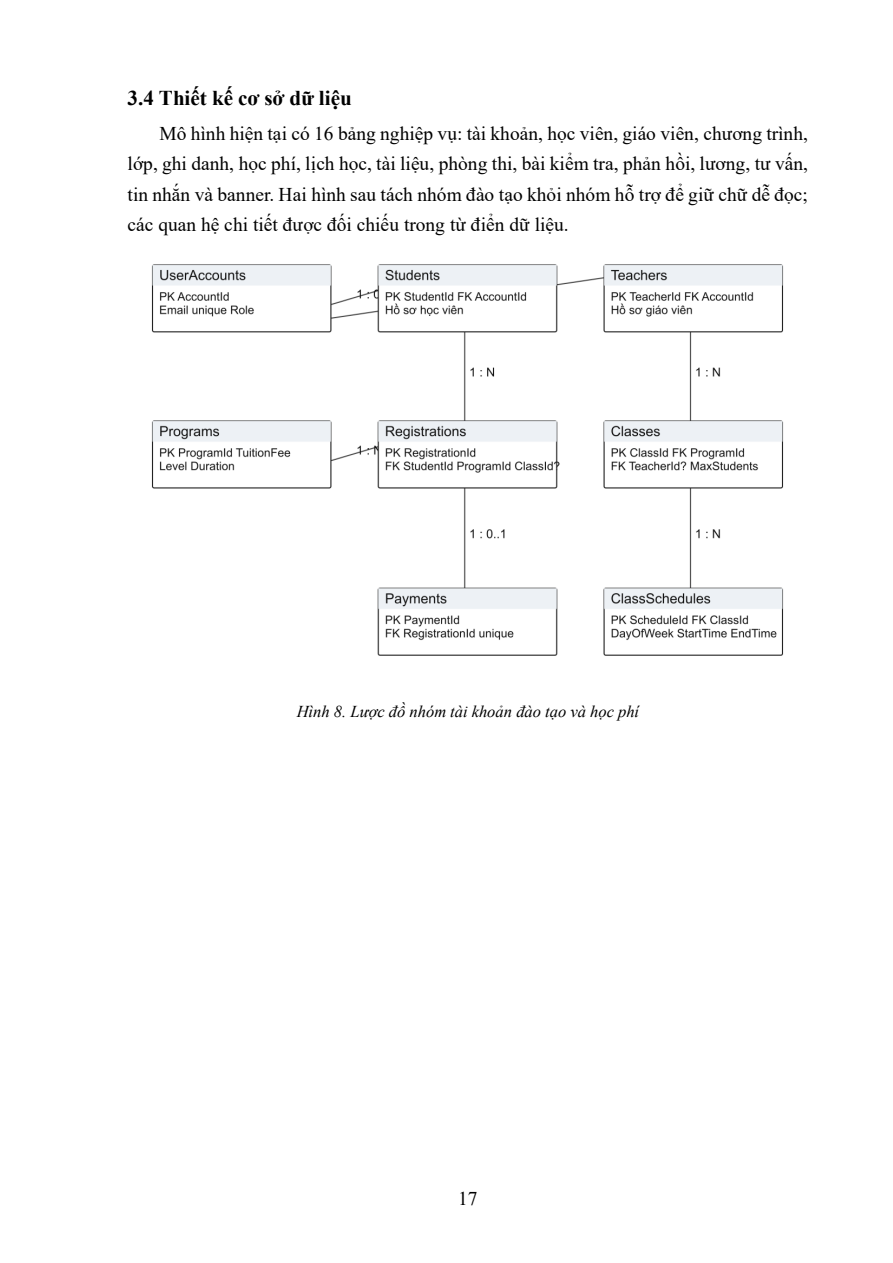 3.4 Thiết kế cơ sở dữ liệu
Mô hình hiện tại có 16 bảng nghiệp vụ: tài khoản, học viên, giáo viên, chương trình,
lớp, ghi danh, học phí, lịch học, tài liệu, phòng thi, bài kiểm tra, phản hồi, lương, tư vấn,
tin nhắn và banner. Hai hình sau tách nhóm đào tạo khỏi nhóm hỗ trợ để giữ chữ dễ đọc;
các quan hệ chi tiết được đối chiếu trong từ điển dữ liệu.
UserAccounts
PK AccountId
Email unique Role
Students
PK StudentId FK AccountId
Hồ sơ học viên
Teachers
PK TeacherId FK AccountId
Hồ sơ giáo viên
1 : N
1 : N
Programs
PK ProgramId TuitionFee
Level Duration
Registrations
PK RegistrationId
FK StudentId ProgramId ClassId?
Classes
PK ClassId FK ProgramId
FK TeacherId? MaxStudents
1 : 0..1
1 : N
Payments
PK PaymentId
FK RegistrationId unique
ClassSchedules
PK ScheduleId FK ClassId
DayOfWeek StartTime EndTime
Hình 8. Lược đồ nhóm tài khoản đào tạo và học phí
17